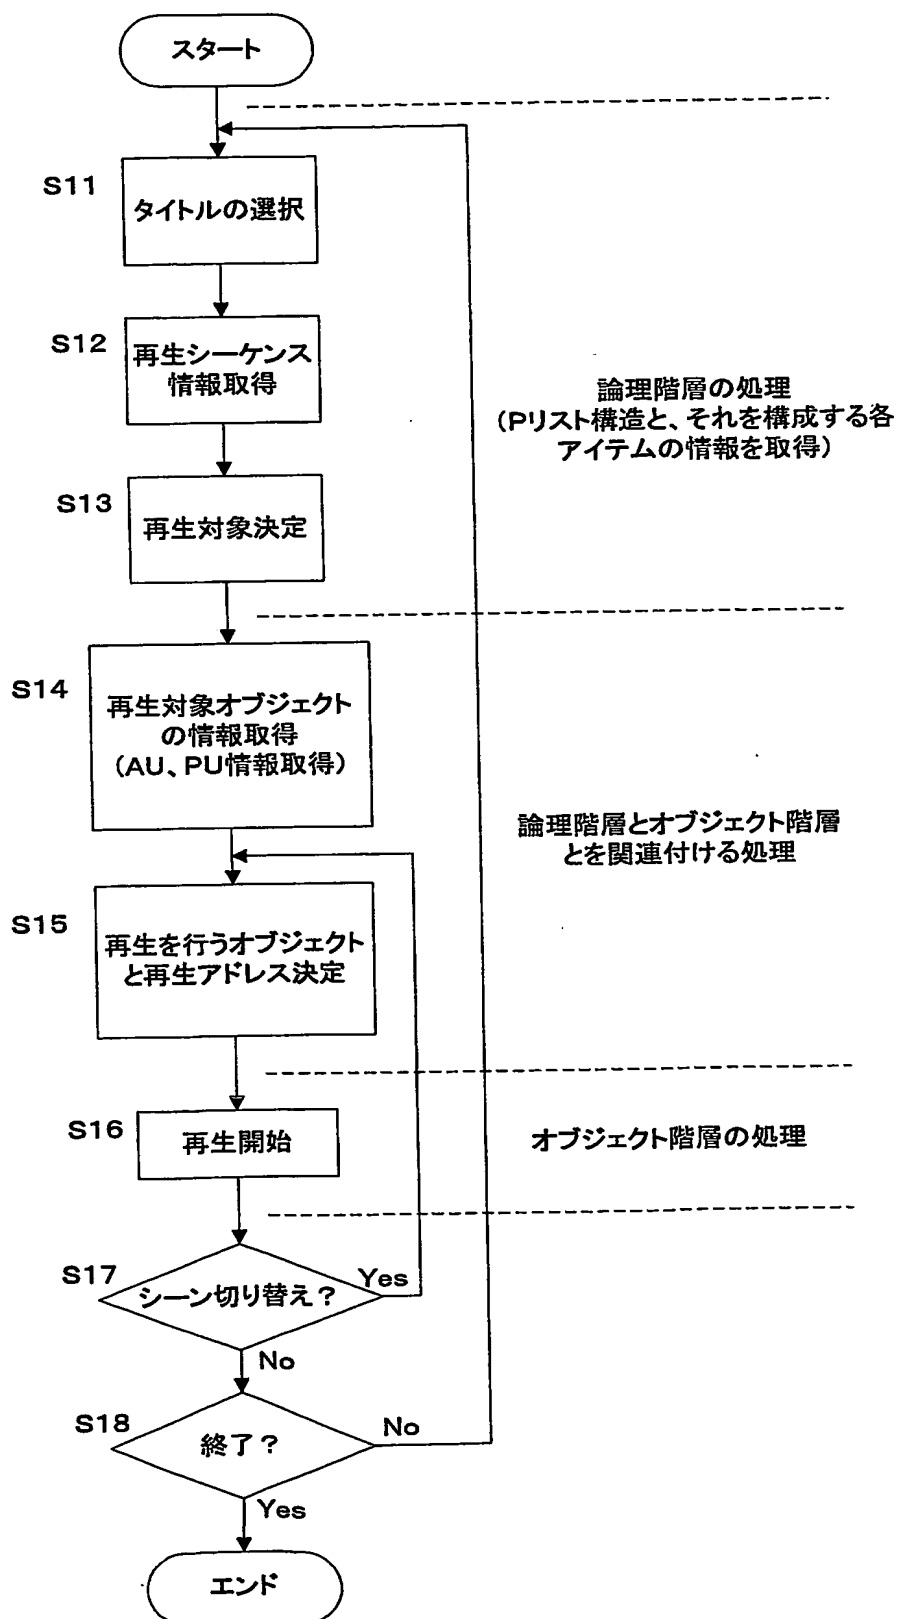 スタート
S11
タイトルの選択
S12
再生シーケンス
情報取得
論理階層の処理
(Pリスト構造と、それを構成する各
アイテムの情報を取得)
S13
再生対象決定
S14
再生対象オブジェクト
の情報取得
(AU、PU情報取得)
論理階層とオブジェクト階層
とを関連付ける処理
S15
再生を行うオブジェクト
と再生アドレス決定
S16
再生開始
オブジェクト階層の処理
S17
シーン切り替え?
Yes
No
S18
終了?
No
Yes
エンド